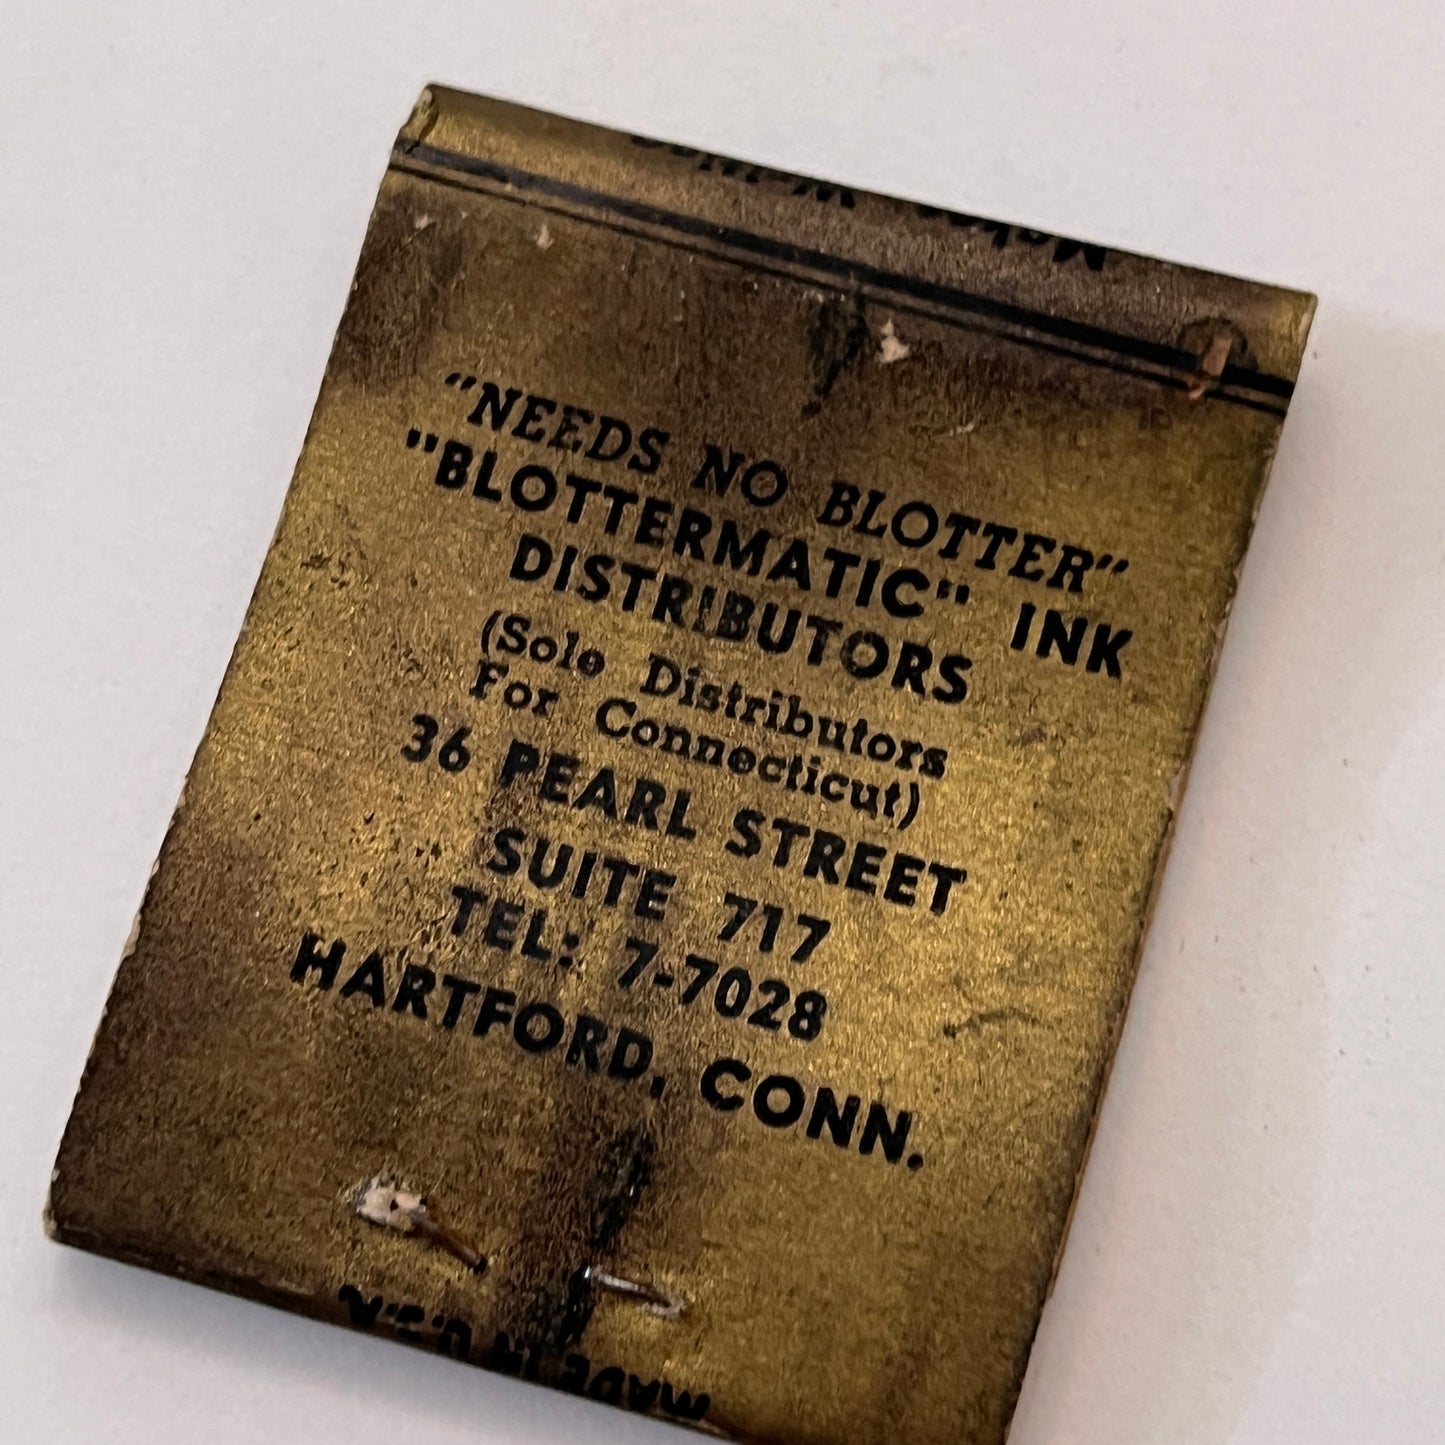 "NEEDS NO BLOTTER"
"BLOTTERMATIC" INK
DISTRIBUTORS
(Sole Distributors
For Connecticut)
36 PEARL STREET
SUITE 717
TEL: 7-7028
HARTFORD, CONN.
MADE IN U.S.A.